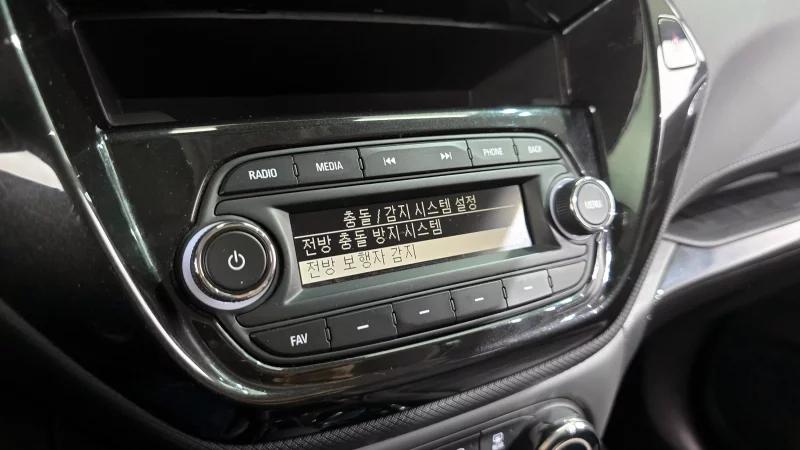 RADIO
MEDIA
PHONE
BACK
충돌 / 감지 시스템 설정
전방 충돌 방지 시스템
전방 보행자 감지
MENU
FAV